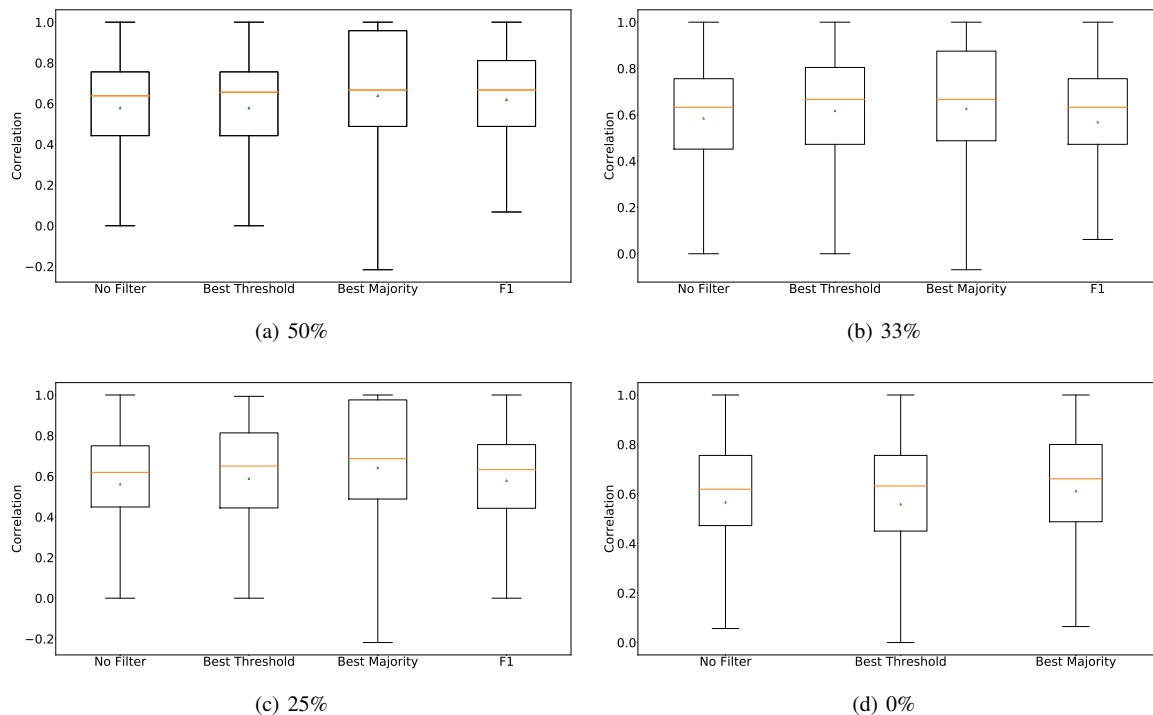 1.0
0.8
0.6
0.4
0.2
0.0
−0.2
Correlation
No Filter Best Threshold Best Majority F1
(a) 50%
1.0
0.8
0.6
0.4
0.2
0.0
Correlation
No Filter Best Threshold Best Majority F1
(b) 33%
1.0
0.8
0.6
0.4
0.2
0.0
−0.2
Correlation
No Filter Best Threshold Best Majority F1
(c) 25%
1.0
0.8
0.6
0.4
0.2
0.0
Correlation
No Filter Best Threshold Best Majority
(d) 0%